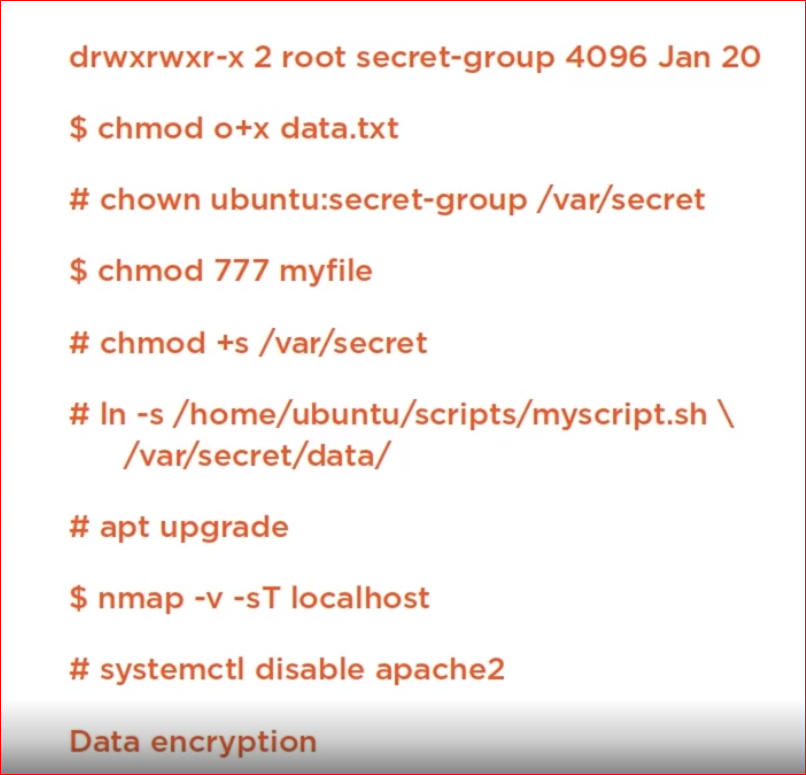 drwxrwxr-x 2 root secret-group 4096 Jan 20
$ chmod o+x data.txt
# chown ubuntu:secret-group /var/secret
$ chmod 777 myfile
# chmod +s /var/secret
# ln -s /home/ubuntu/scripts/myscript.sh \
/var/secret/data/
# apt upgrade
$ nmap -v -sT localhost
# systemctl disable apache2
Data encryption